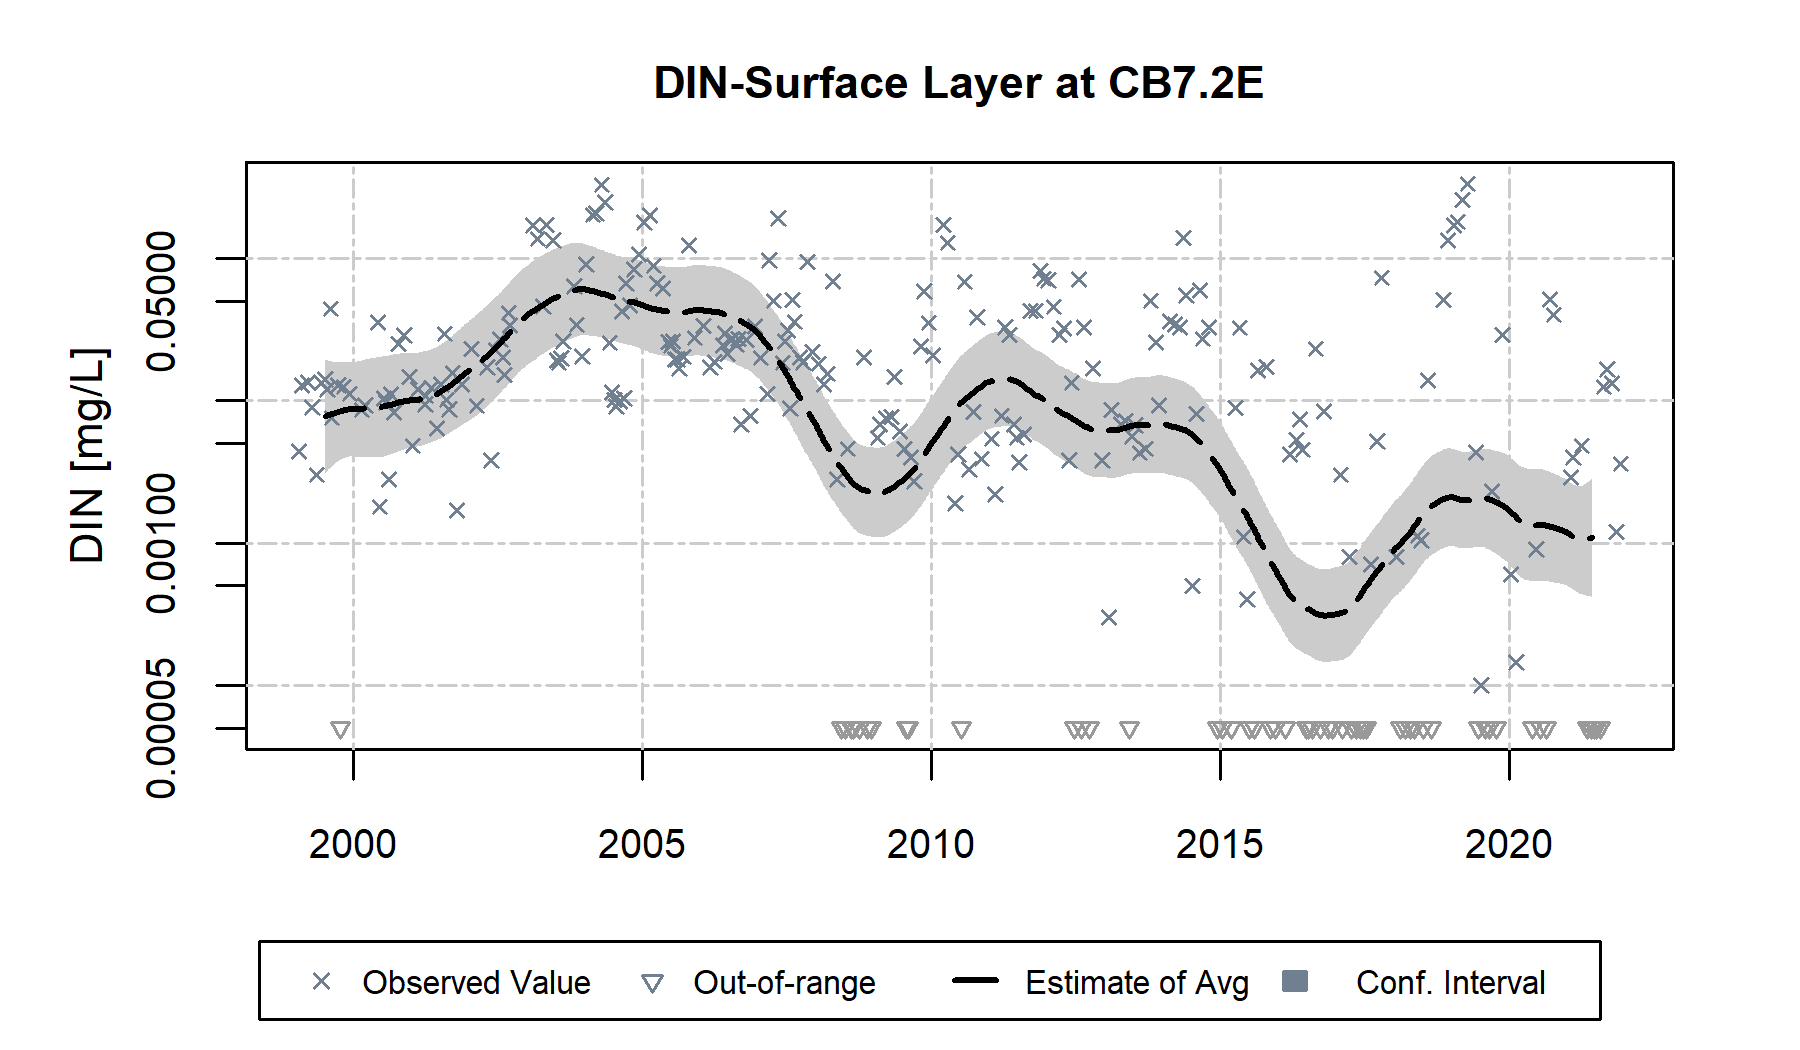 DIN-Surface Layer at CB7.2E
DIN [mg/L]
0.05000
0.00100
0.00005
2000 2005 2010 2015 2020
Observed Value Out-of-range Estimate of Avg Conf. Interval